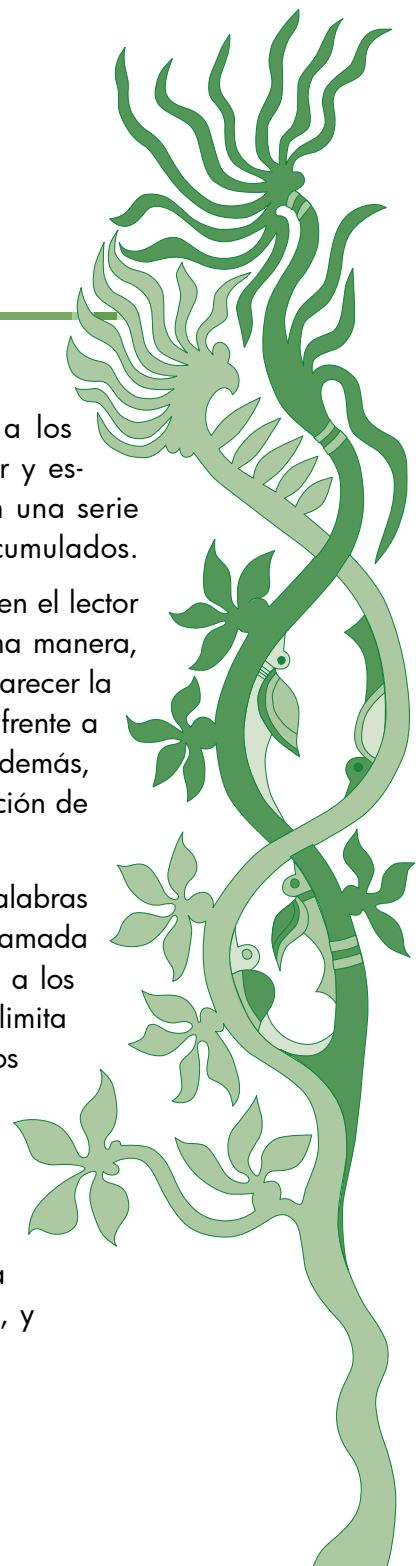 a los
r y es-
una serie
cumulados.
en el lector
na manera,
arecer la
frente a
demás,
ción de
alabras
amada
a los
limita
os
a
, y